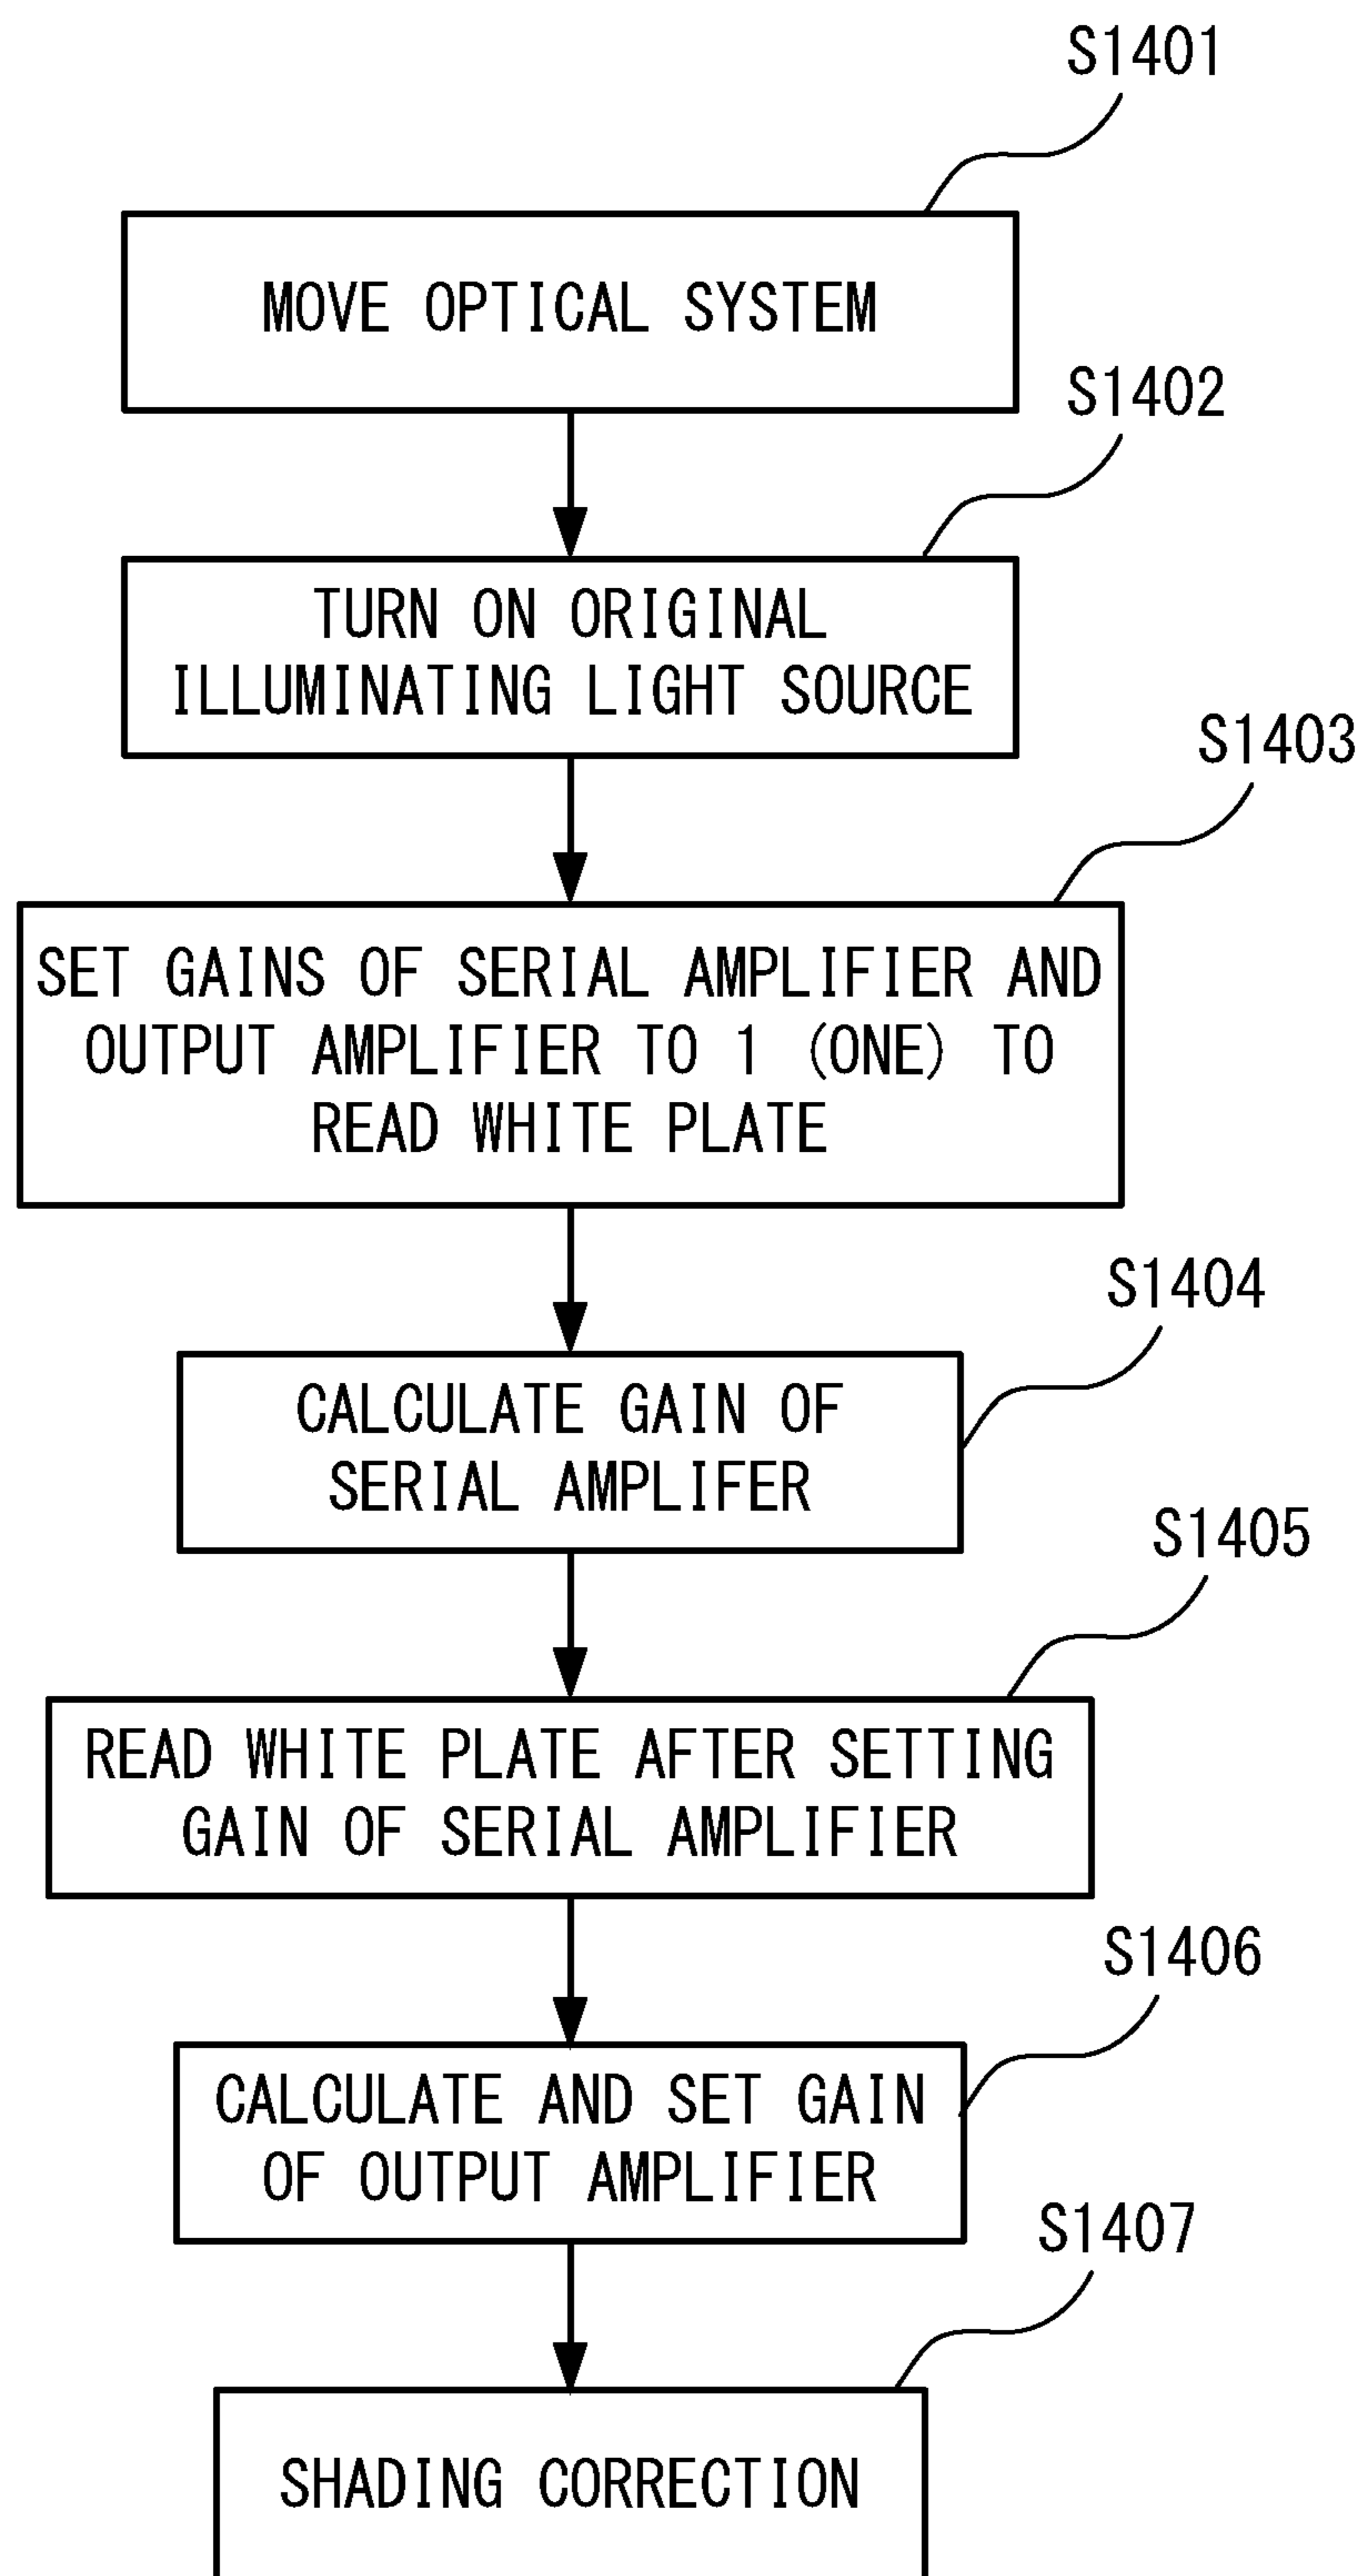 S1401
MOVE OPTICAL SYSTEM
S1402
TURN ON ORIGINAL
ILLUMINATING LIGHT SOURCE
S1403
SET GAINS OF SERIAL AMPLIFIER AND
OUTPUT AMPLIFIER TO 1 (ONE) TO
READ WHITE PLATE
S1404
CALCULATE GAIN OF
SERIAL AMPLIFER
S1405
READ WHITE PLATE AFTER SETTING
GAIN OF SERIAL AMPLIFIER
S1406
CALCULATE AND SET GAIN
OF OUTPUT AMPLIFIER
S1407
SHADING CORRECTION